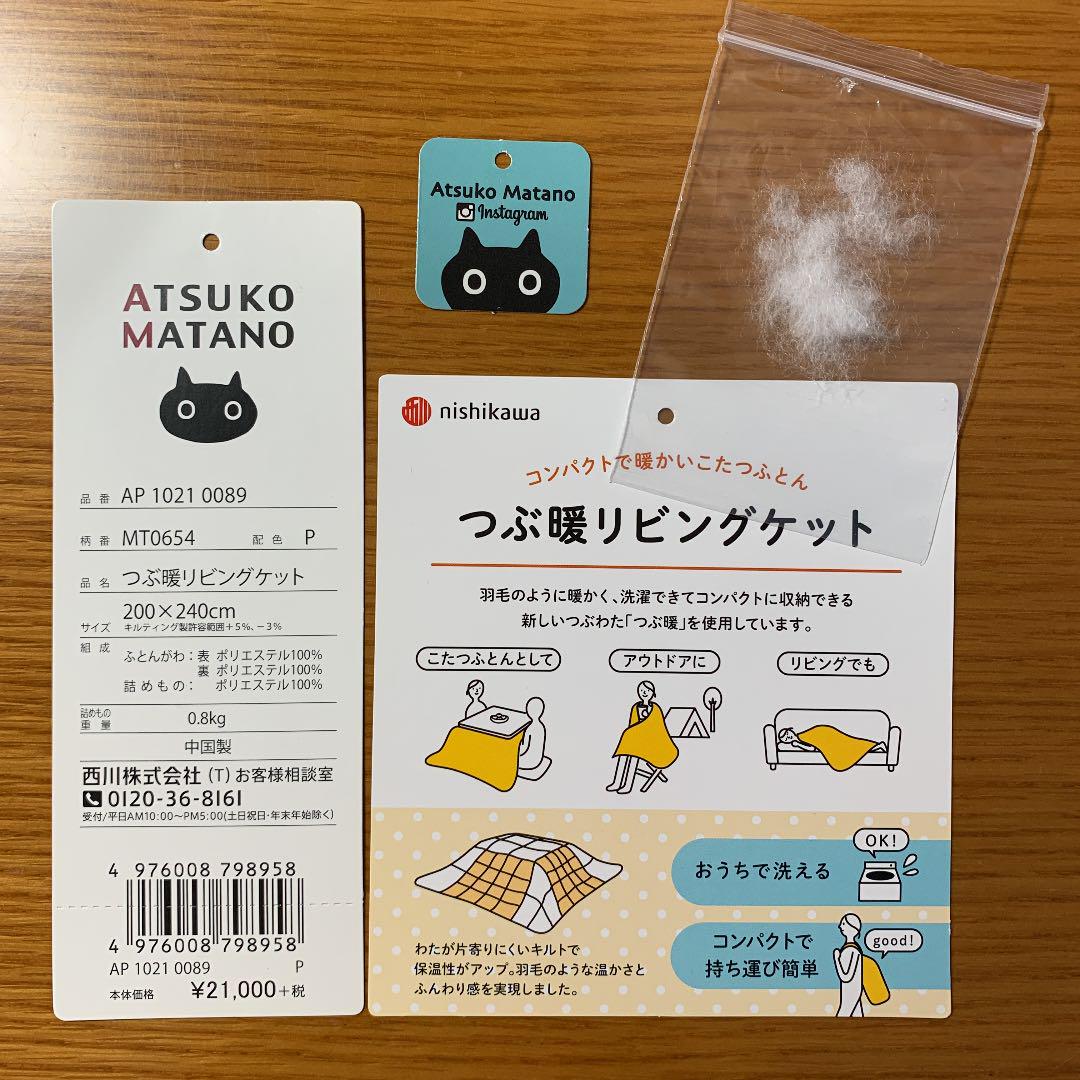 ATSUKO
MATANO
品番 AP 1021 0089
柄番 MT0654 配色 P
品名 つぶ暖リビングケット
サイズ 200×240cm
キルティング製許容範囲+5%、−3%
組成
ふとんがわ:表 ポリエステル100%
裏 ポリエステル100%
詰めもの: ポリエステル100%
詰めもの重量 0.8kg
中国製
西川株式会社(T)お客様相談室
0120-36-8161
受付/平日AM10:00〜PM5:00(土日祝日・年末年始除く)
4 976008 798958
4 976008 798958
AP 1021 0089 P
本体価格 ¥21,000+税
Atsuko Matano
Instagram
nishikawa
コンパクトで暖かいこたつふとん
つぶ暖リビングケット
羽毛のように暖かく、洗濯できてコンパクトに収納できる
新しいつぶわた「つぶ暖」を使用しています。
こたつふとんとして
アウトドアに
リビングでも
わたが片寄りにくいキルトで
保温性がアップ。羽毛のような温かさと
ふんわり感を実現しました。
おうちで洗える
OK!
コンパクトで
持ち運び簡単
good!